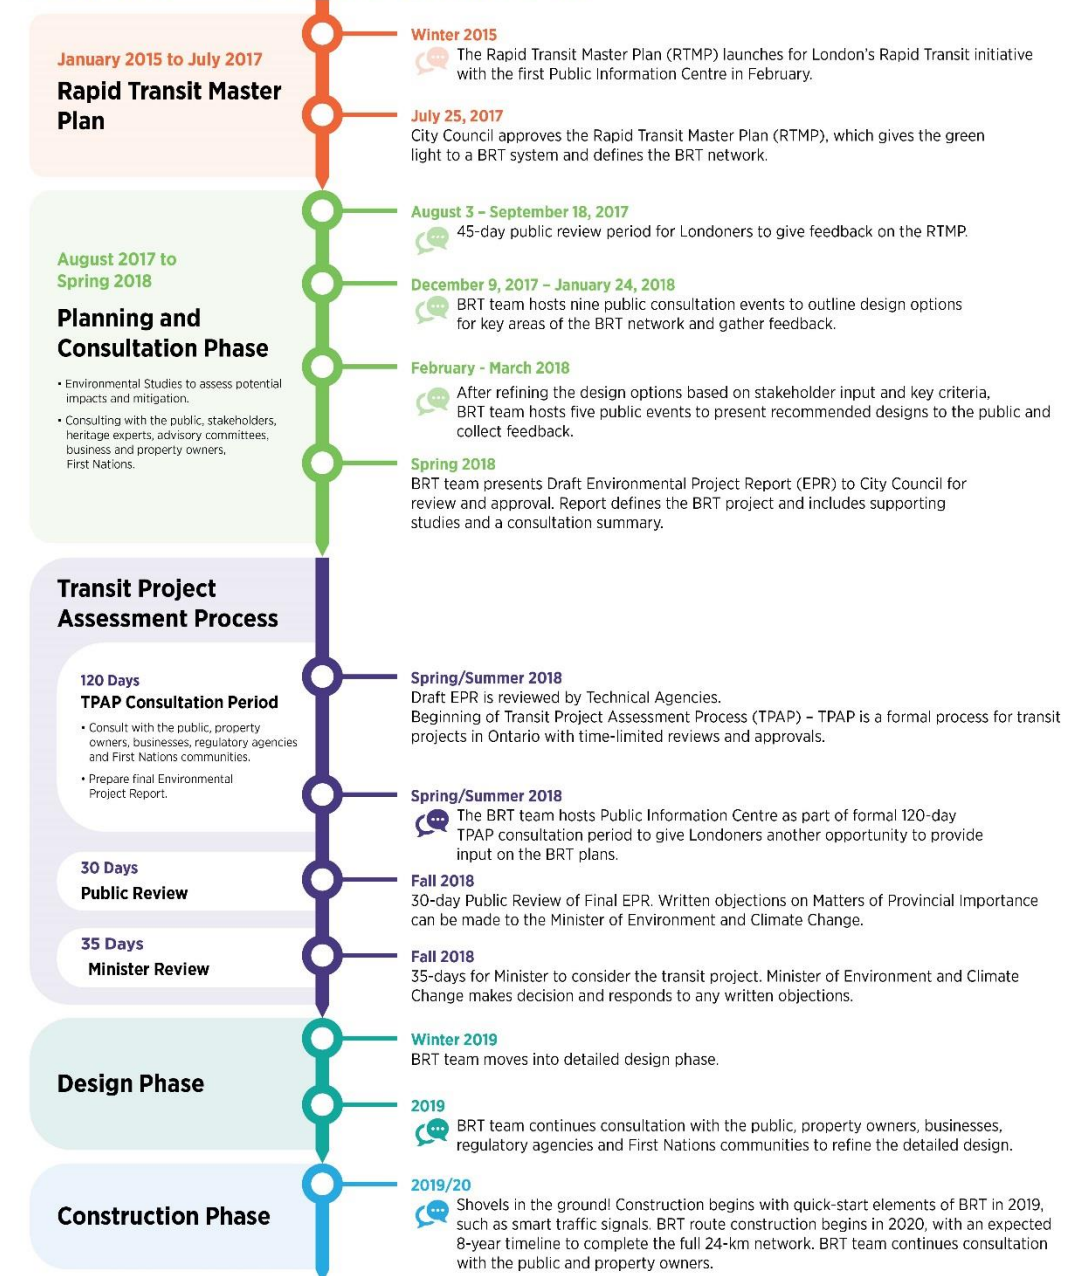 January 2015 to July 2017
Rapid Transit Master
Plan
Winter 2015
The Rapid Transit Master Plan (RTMP) launches for London's Rapid Transit initiative
with the first Public Information Centre in February.
July 25, 2017
City Council approves the Rapid Transit Master Plan (RTMP), which gives the green
light to a BRT system and defines the BRT network.
August 2017 to
Spring 2018
Planning and
Consultation Phase
• Environmental Studies to assess potential
impacts and mitigation.
• Consulting with the public, stakeholders,
heritage experts, advisory committees,
business and property owners,
First Nations.
August 3 – September 18, 2017
45-day public review period for Londoners to give feedback on the RTMP.
December 9, 2017 – January 24, 2018
BRT team hosts nine public consultation events to outline design options
for key areas of the BRT network and gather feedback.
February - March 2018
After refining the design options based on stakeholder input and key criteria,
BRT team hosts five public events to present recommended designs to the public and
collect feedback.
Spring 2018
BRT team presents Draft Environmental Project Report (EPR) to City Council for
review and approval. Report defines the BRT project and includes supporting
studies and a consultation summary.
Transit Project
Assessment Process
120 Days
TPAP Consultation Period
• Consult with the public, property
owners, businesses, regulatory agencies
and First Nations communities.
• Prepare final Environmental
Project Report.
Spring/Summer 2018
Draft EPR is reviewed by Technical Agencies.
Beginning of Transit Project Assessment Process (TPAP) – TPAP is a formal process for transit
projects in Ontario with time-limited reviews and approvals.
Spring/Summer 2018
The BRT team hosts Public Information Centre as part of formal 120-day
TPAP consultation period to give Londoners another opportunity to provide
input on the BRT plans.
30 Days
Public Review
Fall 2018
30-day Public Review of Final EPR. Written objections on Matters of Provincial Importance
can be made to the Minister of Environment and Climate Change.
35 Days
Minister Review
Fall 2018
35-days for Minister to consider the transit project. Minister of Environment and Climate
Change makes decision and responds to any written objections.
Design Phase
Winter 2019
BRT team moves into detailed design phase.
2019
BRT team continues consultation with the public, property owners, businesses,
regulatory agencies and First Nations communities to refine the detailed design.
Construction Phase
2019/20
Shovels in the ground! Construction begins with quick-start elements of BRT in 2019,
such as smart traffic signals. BRT route construction begins in 2020, with an expected
8-year timeline to complete the full 24-km network. BRT team continues consultation
with the public and property owners.